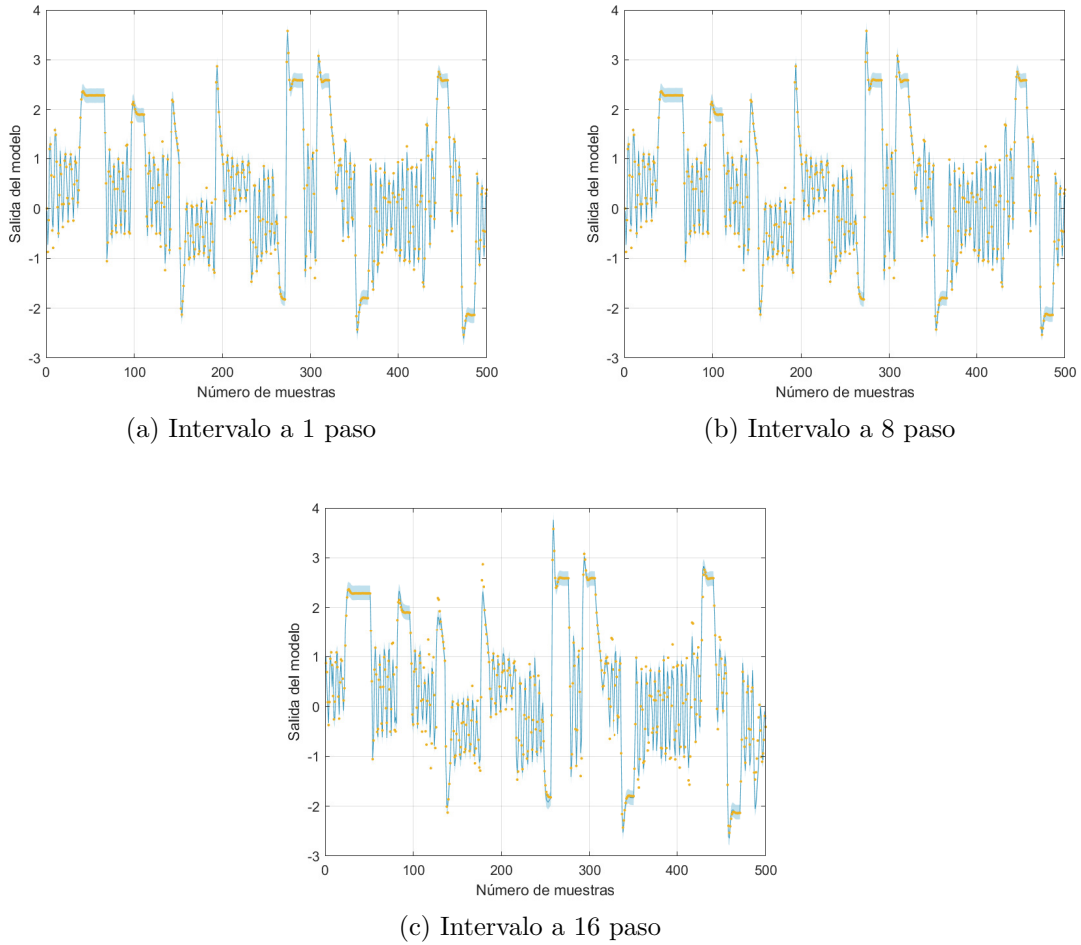 4
3
2
1
0
-1
-2
-3
Salida del modelo
0 100 200 300 400 500
Número de muestras
(a) Intervalo a 1 paso
4
3
2
1
0
-1
-2
-3
Salida del modelo
0 100 200 300 400 500
Número de muestras
(b) Intervalo a 8 paso
4
3
2
1
0
-1
-2
-3
Salida del modelo
0 100 200 300 400 500
Número de muestras
(c) Intervalo a 16 paso